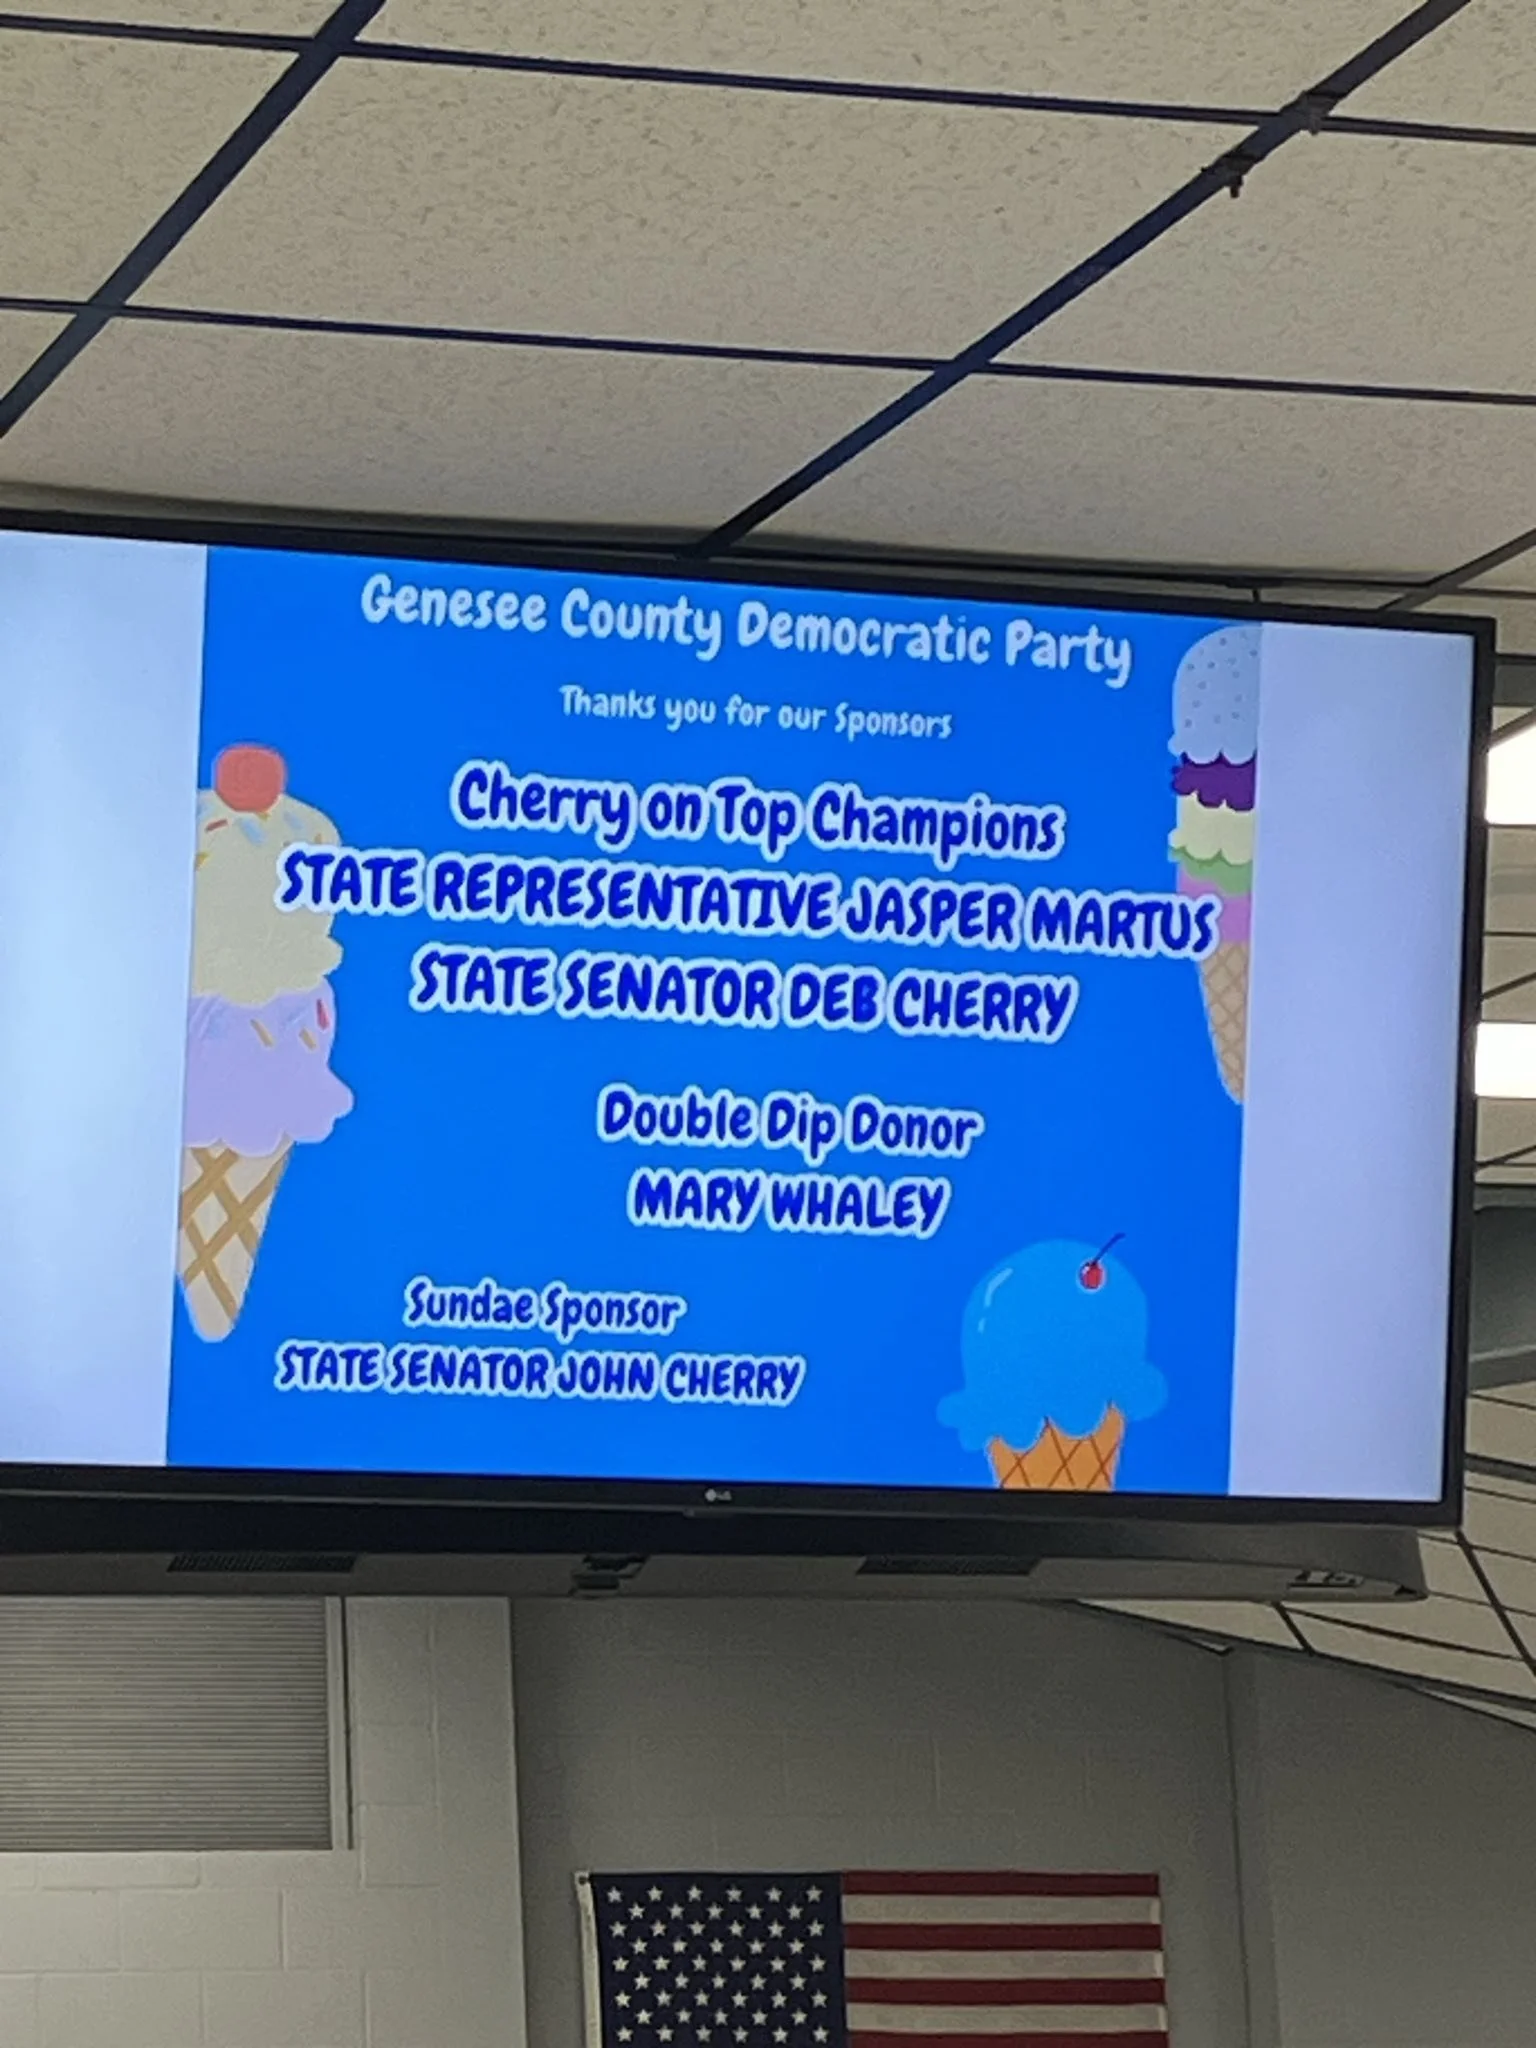 Genesee County Democratic Party
Thanks you for our Sponsors
Cherry on Top Champions
STATE REPRESENTATIVE JASPER MARTUS
STATE SENATOR DEB CHERRY
Double Dip Donor
MARY WHALEY
Sundae Sponsor
STATE SENATOR JOHN CHERRY
LG